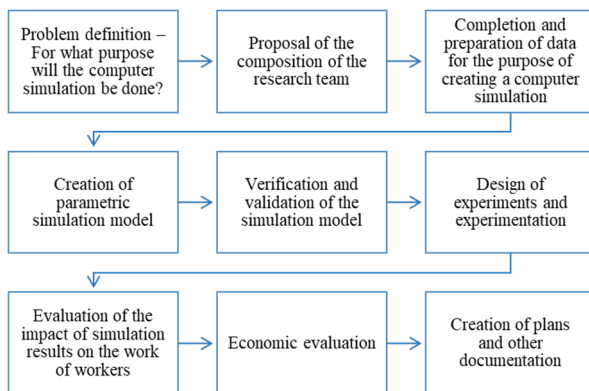 Problem definition –
For what purpose
will the computer
simulation be done?
Proposal of the
composition of the
research team
Completion and
preparation of data
for the purpose of
creating a computer
simulation
Creation of
parametric
simulation model
Verification and
validation of the
simulation model
Design of
experiments and
experimentation
Evaluation of the
impact of simulation
results on the work
of workers
Economic evaluation
Creation of plans
and other
documentation